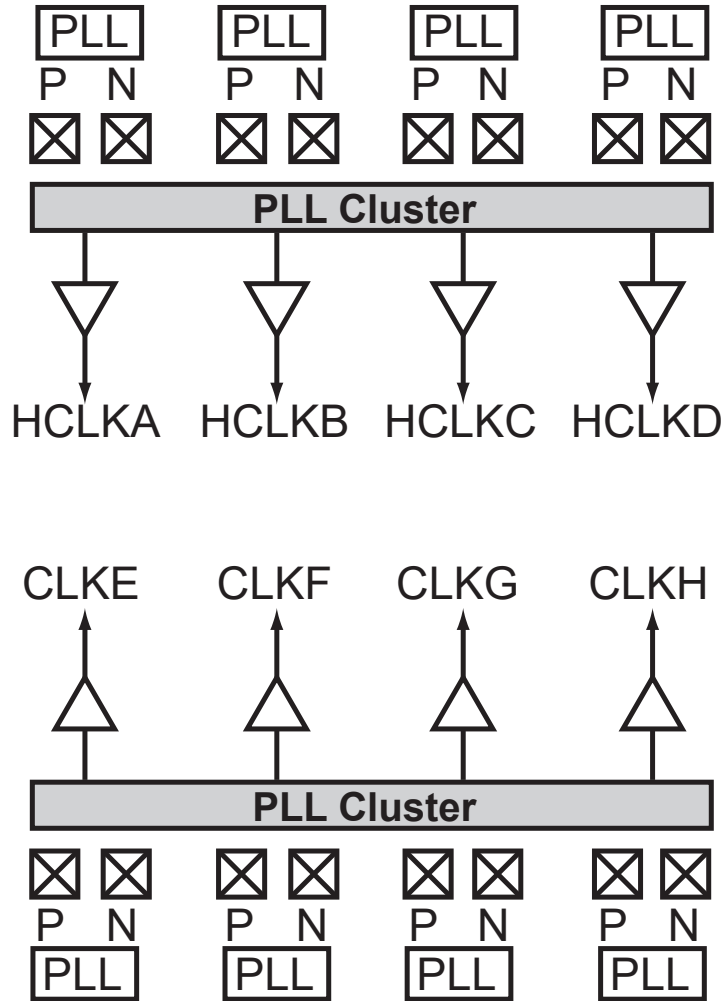 PLL PLL PLL PLL
P N P N P N P N
PLL Cluster
HCLKA HCLKB HCLKC HCLKD
CLKE CLKF CLKG CLKH
PLL Cluster
P N P N P N P N
PLL PLL PLL PLL